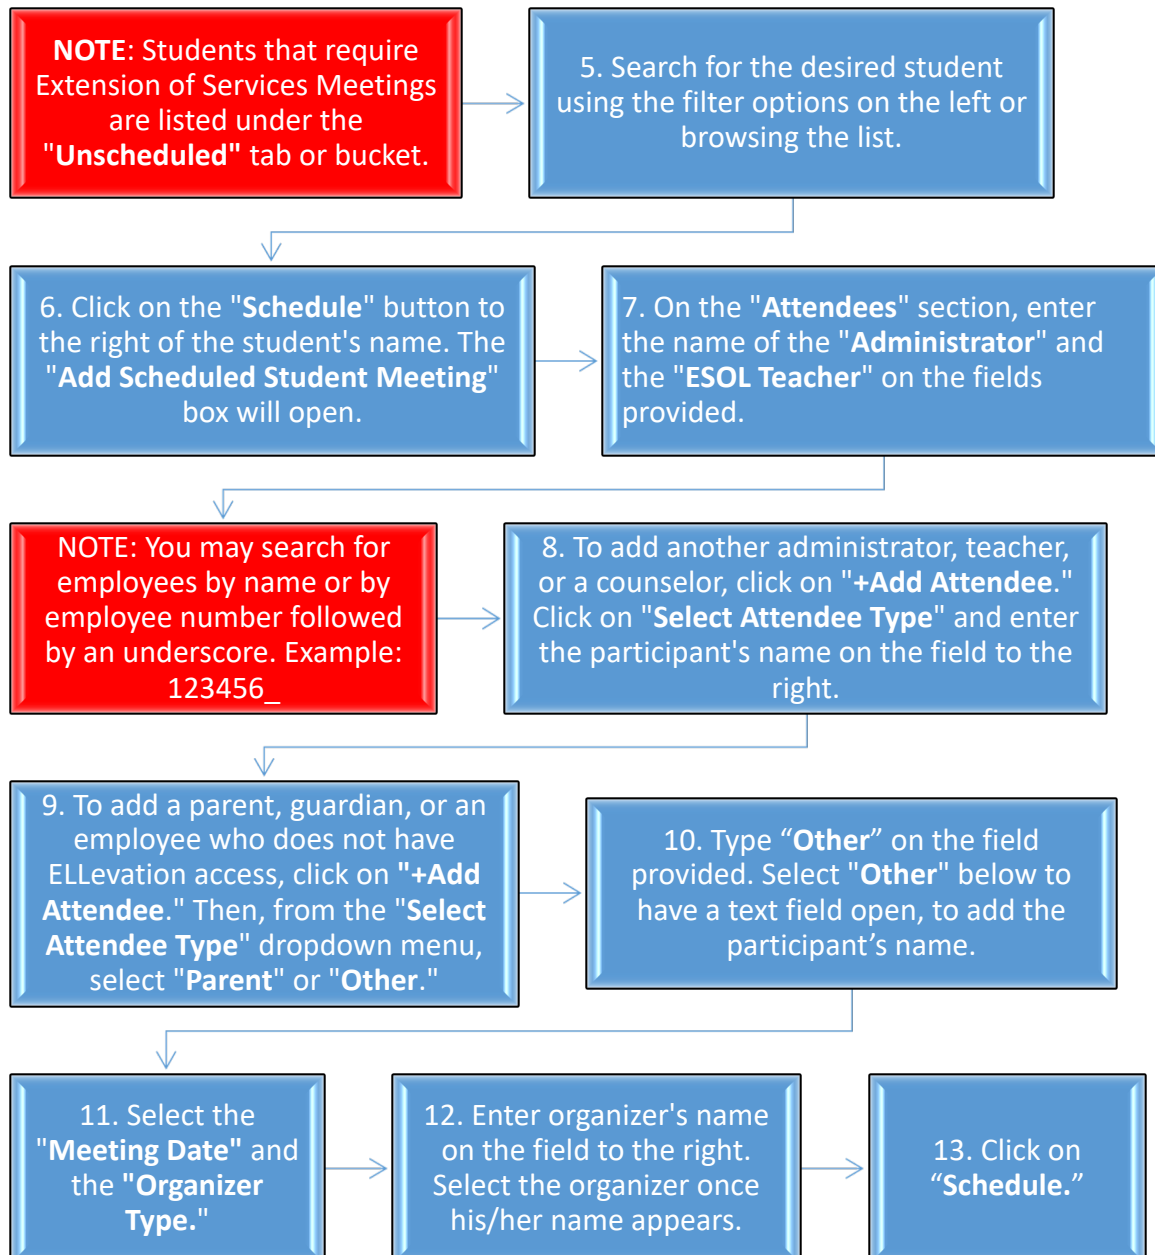 NOTE: Students that require
Extension of Services Meetings
are listed under the
"Unscheduled" tab or bucket.
5. Search for the desired student
using the filter options on the left or
browsing the list.
6. Click on the "Schedule" button to
the right of the student's name. The
"Add Scheduled Student Meeting"
box will open.
7. On the "Attendees" section, enter
the name of the "Administrator" and
the "ESOL Teacher" on the fields
provided.
NOTE: You may search for
employees by name or by
employee number followed
by an underscore. Example:
123456_
8. To add another administrator, teacher,
or a counselor, click on "+Add Attendee."
Click on "Select Attendee Type" and enter
the participant's name on the field to the
right.
9. To add a parent, guardian, or an
employee who does not have
ELLevation access, click on "+Add
Attendee." Then, from the "Select
Attendee Type" dropdown menu,
select "Parent" or "Other."
10. Type “Other” on the field
provided. Select "Other" below to
have a text field open, to add the
participant’s name.
11. Select the
"Meeting Date" and
the "Organizer
Type."
12. Enter organizer's name
on the field to the right.
Select the organizer once
his/her name appears.
13. Click on
“Schedule.”